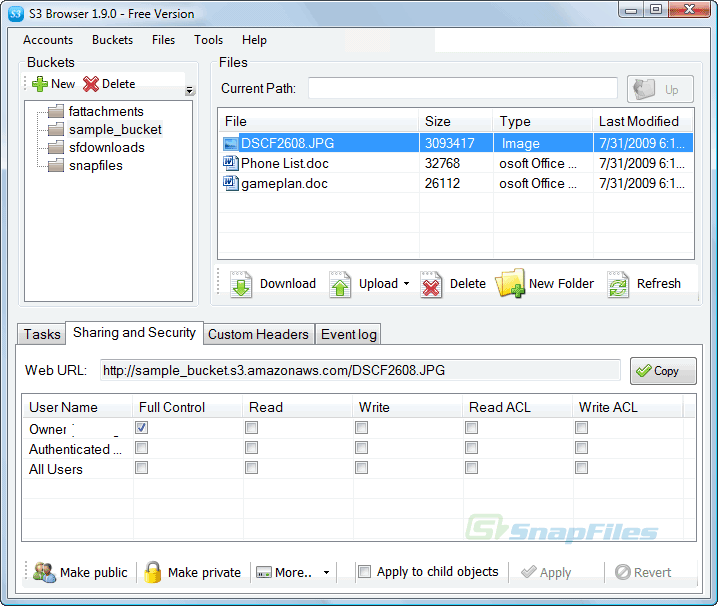 S3 S3 Browser 1.9.0 - Free Version
Accounts Buckets Files Tools Help
Buckets
New Delete
fattachments
sample_bucket
sfdownloads
snapfiles
Files
Current Path: Up
File Size Type Last Modified
DSCF2608.JPG 3093417 Image 7/31/2009 6:1...
Phone List.doc 32768 osoft Office ... 7/31/2009 6:1...
gameplan.doc 26112 osoft Office ... 7/31/2009 6:1...
Download Upload Delete New Folder Refresh
Tasks Sharing and Security Custom Headers Event log
Web URL: http://sample_bucket.s3.amazonaws.com/DSCF2608.JPG Copy
User Name Full Control Read Write Read ACL Write ACL
Owner
Authenticated ...
All Users
SnapFiles
Make public Make private More.. Apply to child objects Apply Revert